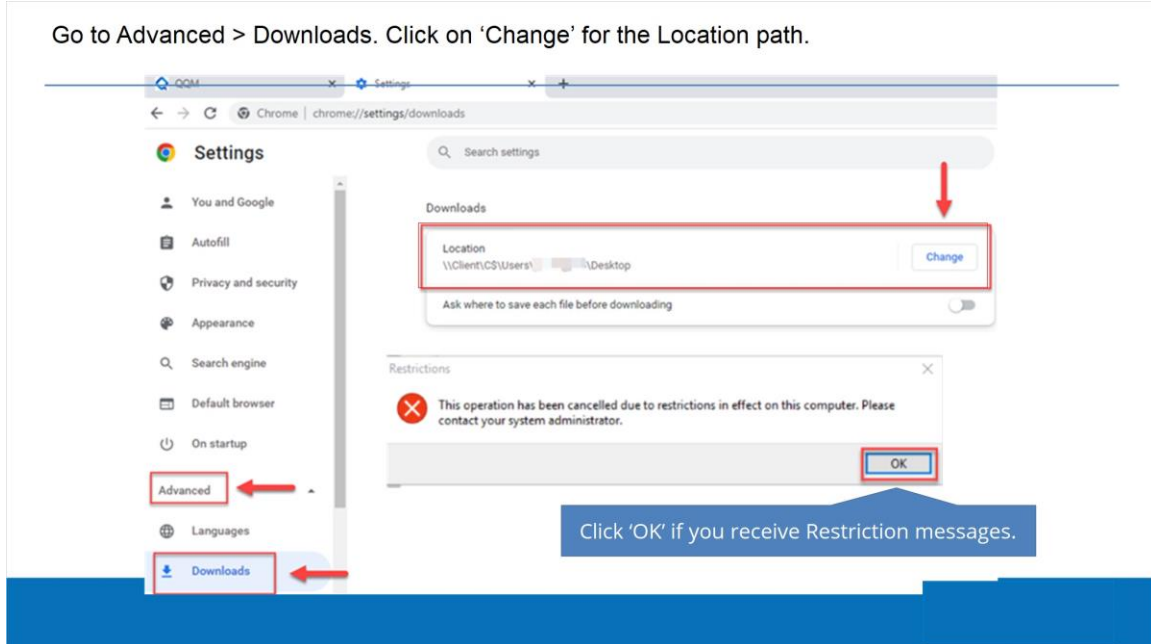 Go to Advanced > Downloads. Click on ‘Change’ for the Location path.
QQM
Settings
Chrome | chrome://settings/downloads
Settings
Search settings
You and Google
Autofill
Privacy and security
Appearance
Search engine
Default browser
On startup
Advanced
Languages
Downloads
Downloads
Location
\\Client\C$\Users\ \Desktop
Change
Ask where to save each file before downloading
Restrictions
This operation has been cancelled due to restrictions in effect on this computer. Please
contact your system administrator.
OK
Click ‘OK’ if you receive Restriction messages.